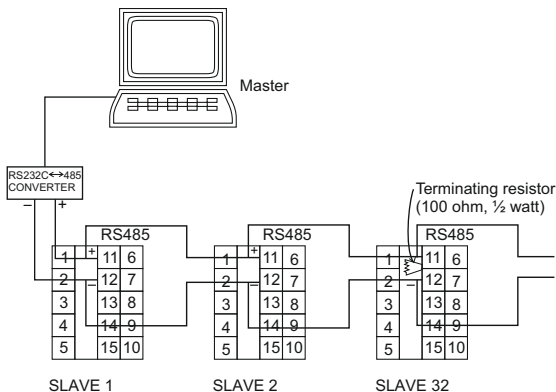 Master
RS232C↔485
CONVERTER
– +
Terminating resistor
(100 ohm, ½ watt)
RS485 RS485 RS485
1 + 11 6 1 + 11 6 1 11 6
2 – 12 7 2 – 12 7 2 – 12 7
3 13 8 3 13 8 3 13 8
4 14 9 4 14 9 4 14 9
5 15 10 5 15 10 5 15 10
SLAVE 1 SLAVE 2 SLAVE 32